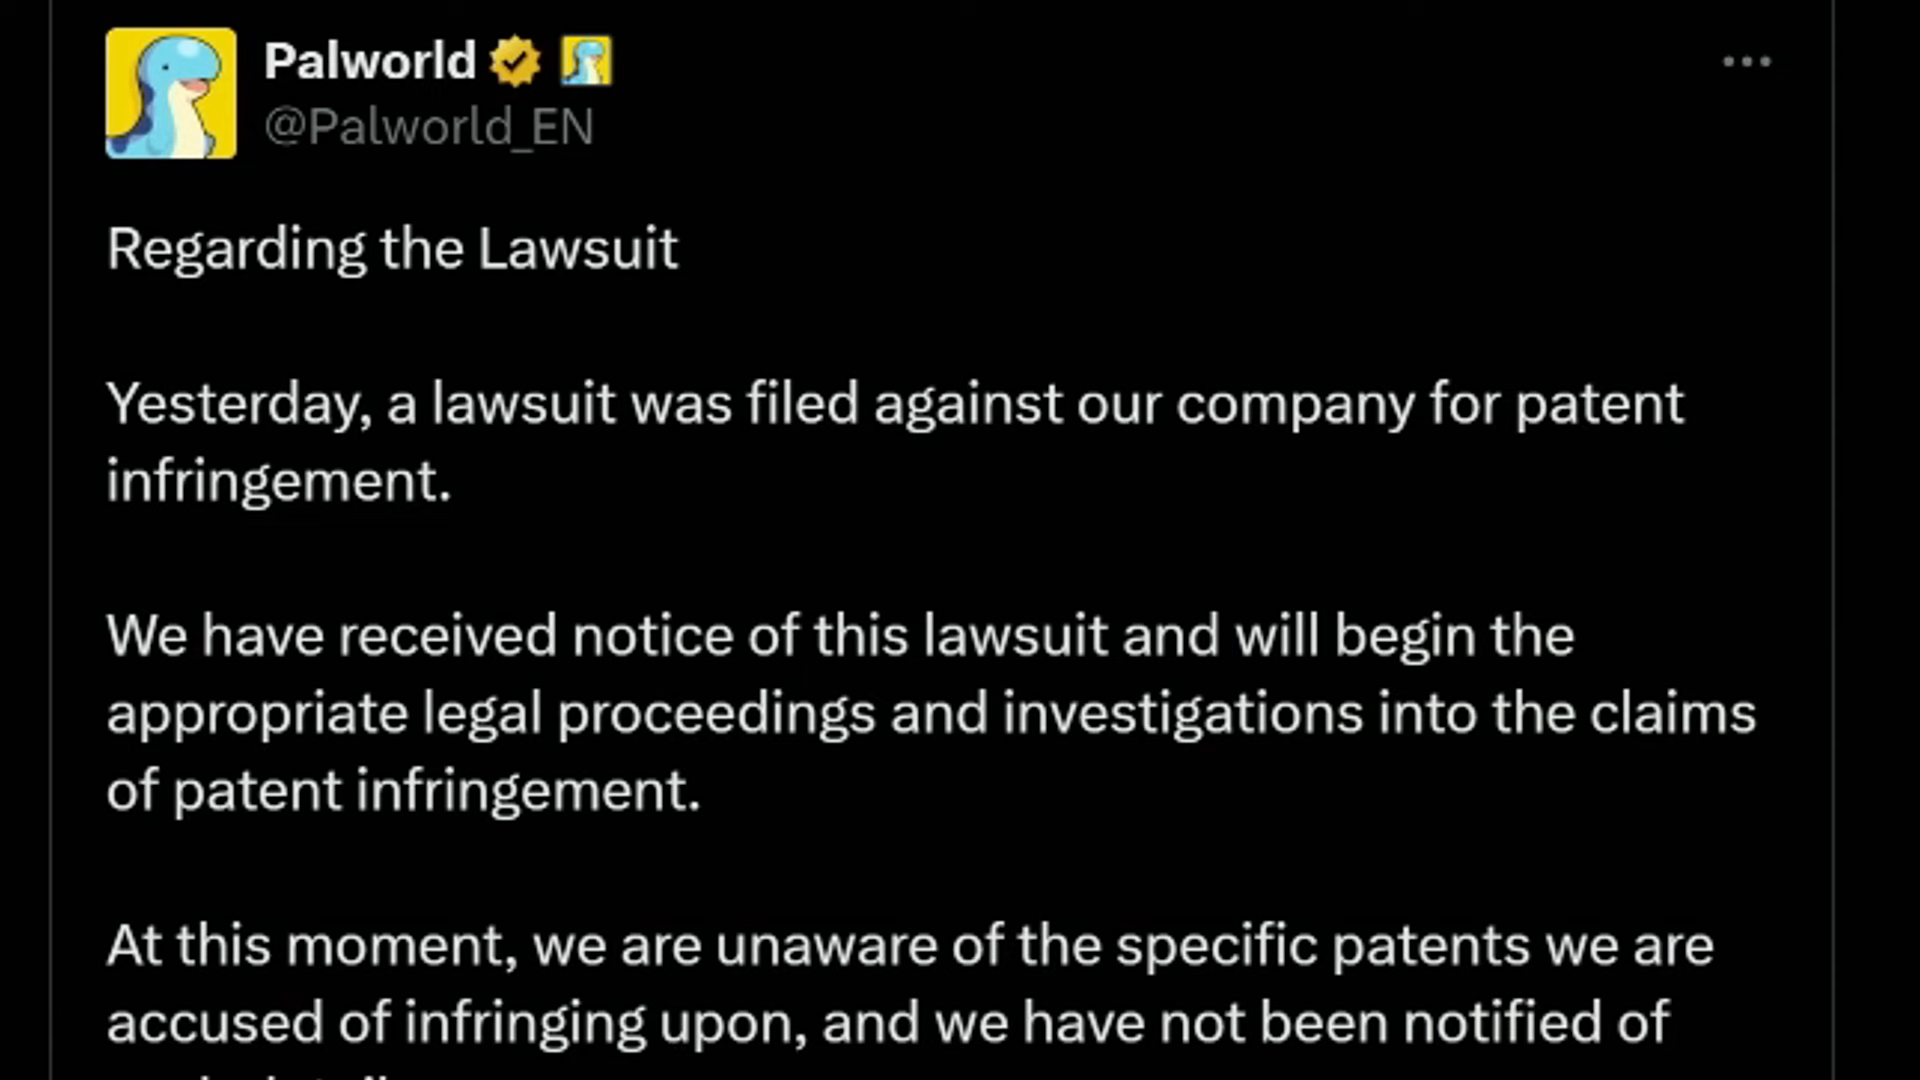 Palworld
@Palworld_EN
Regarding the Lawsuit
Yesterday, a lawsuit was filed against our company for patent
infringement.
We have received notice of this lawsuit and will begin the
appropriate legal proceedings and investigations into the claims
of patent infringement.
At this moment, we are unaware of the specific patents we are
accused of infringing upon, and we have not been notified of